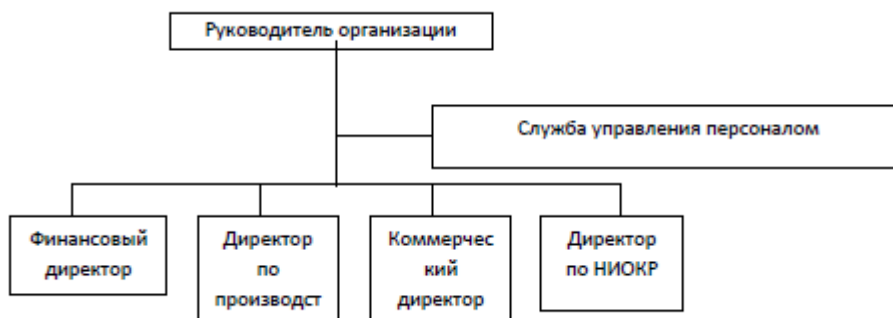 Руководитель организации
Служба управления персоналом
Финансовый
директор
Директор
по
производст
Коммерчес
кий
директор
Директор
по НИОКР